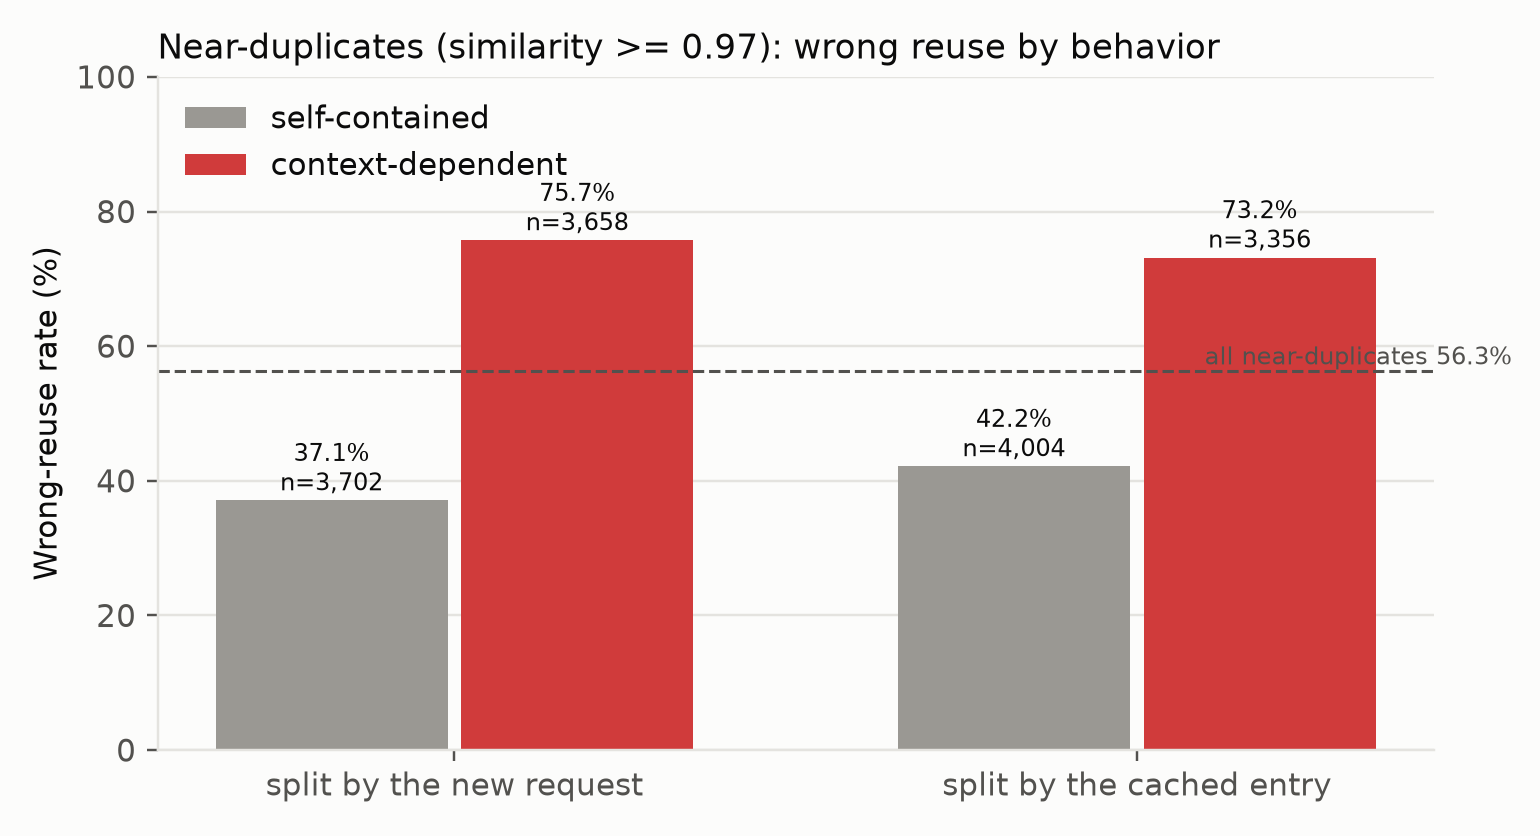 Near-duplicates (similarity >= 0.97): wrong reuse by behavior
100
80
60
40
20
0
Wrong-reuse rate (%)
self-contained
context-dependent
75.7%
n=3,658
73.2%
n=3,356
all near-duplicates 56.3%
37.1%
n=3,702
42.2%
n=4,004
split by the new request
split by the cached entry